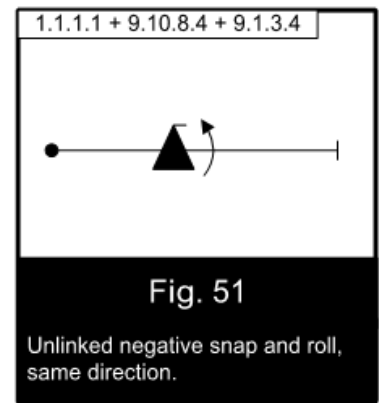 1.1.1.1 + 9.10.8.4 + 9.1.3.4
Fig. 51
Unlinked negative snap and roll,
same direction.